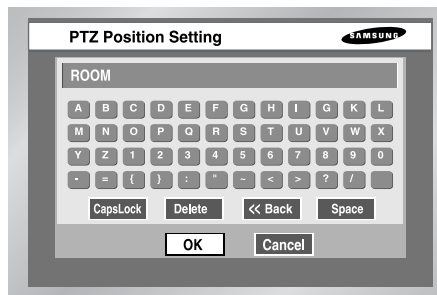 PTZ Position Setting SAMSUNG
ROOM
A B C D E F G H I G K L
M N O P Q R S T U V W X
Y Z 1 2 3 4 5 6 7 8 9 0
- = { } : " ~ < > ? /
CapsLock Delete << Back Space
OK Cancel